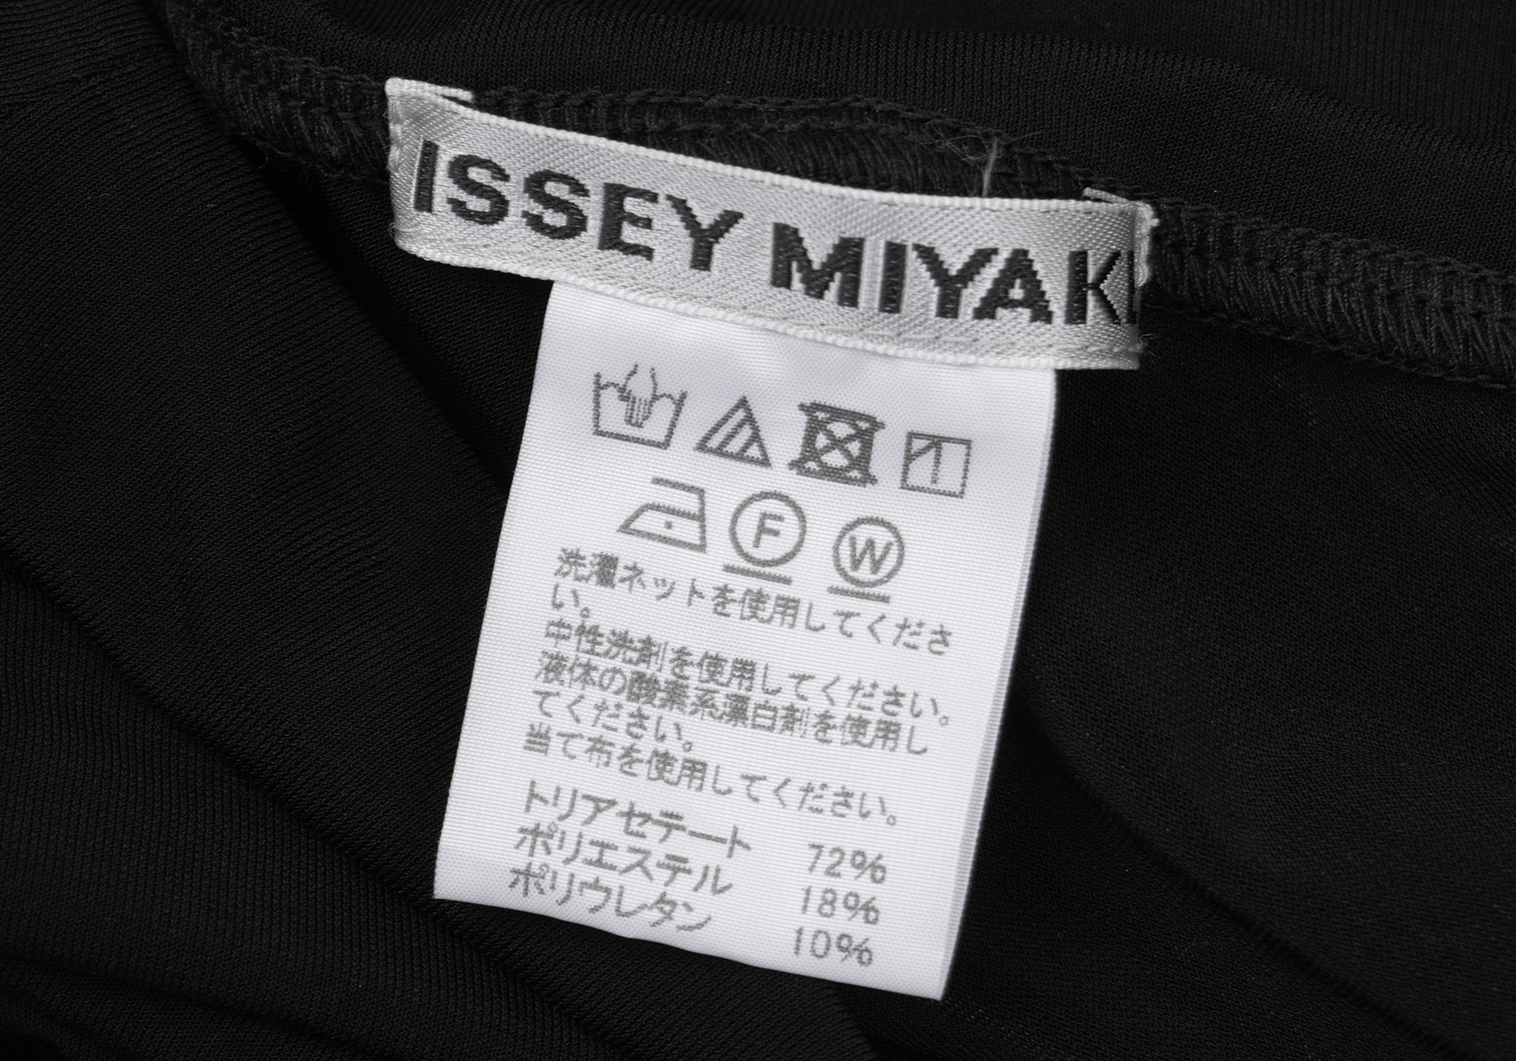 ISSEY MIYAKE
F W
洗濯ネットを使用してくださ
い。
中性洗剤を使用してください。
液体の酸素系漂白剤を使用し
てください。
当て布を使用してください。
トリアセテート 72%
ポリエステル 18%
ポリウレタン 10%